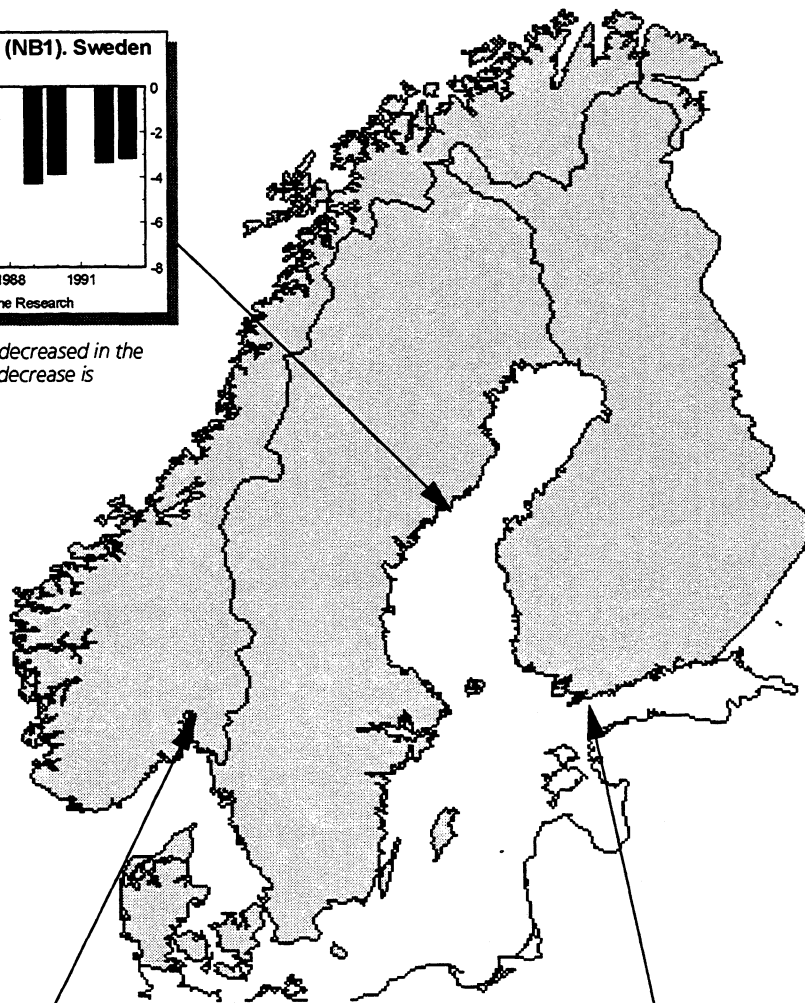 (NB1). Sweden
0
-2
-4
-6
-8
1988
1991
ne Research
decreased in the
decrease is